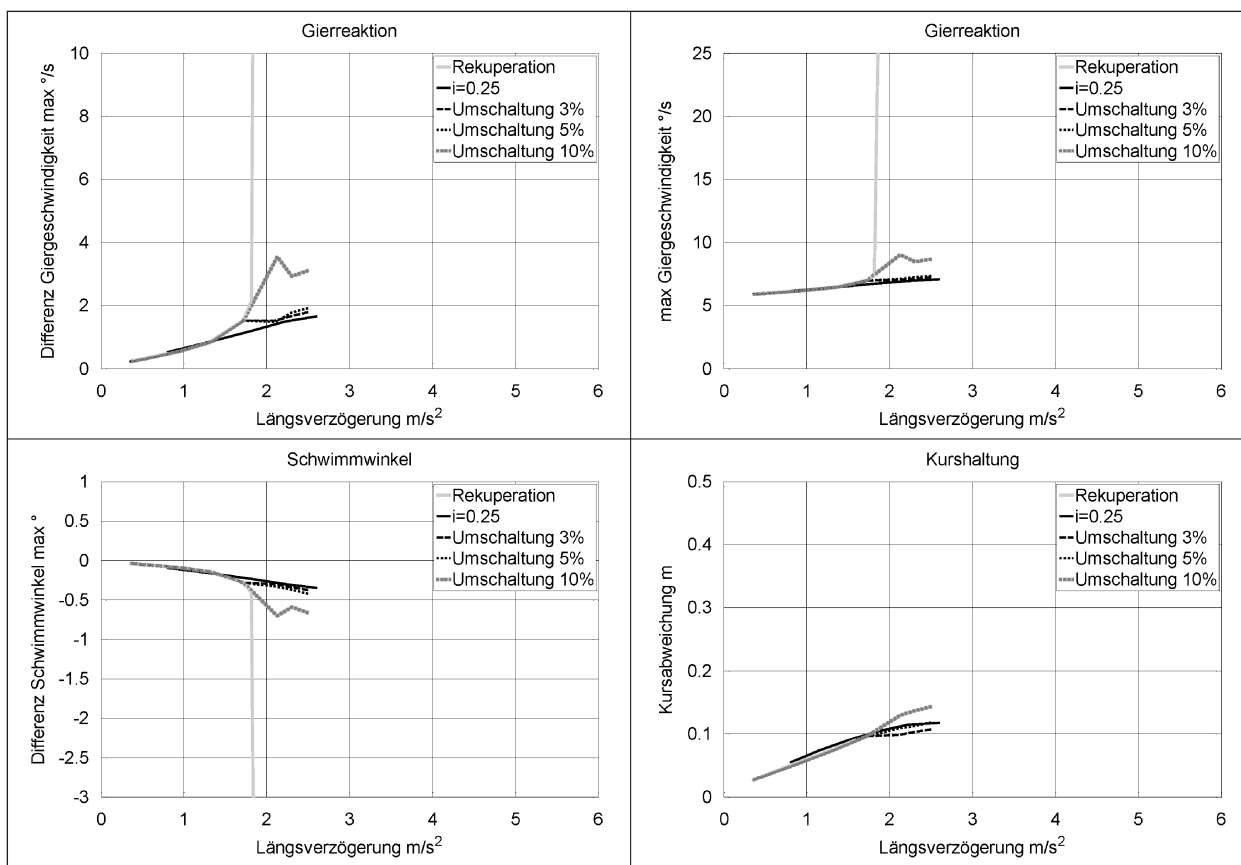 Gierreaktion
Differenz Giergeschwindigkeit max °/s
10
8
6
4
2
0
0 1 2 3 4 5 6
Längsverzögerung m/s²
Rekuperation
i=0.25
Umschaltung 3%
Umschaltung 5%
Umschaltung 10%
Gierreaktion
max Giergeschwindigkeit °/s
25
20
15
10
5
0
0 1 2 3 4 5 6
Längsverzögerung m/s²
Rekuperation
i=0.25
Umschaltung 3%
Umschaltung 5%
Umschaltung 10%
Schwimmwinkel
Differenz Schwimmwinkel max °
1
0.5
0
-0.5
-1
-1.5
-2
-2.5
-3
0 1 2 3 4 5 6
Längsverzögerung m/s²
Rekuperation
i=0.25
Umschaltung 3%
Umschaltung 5%
Umschaltung 10%
Kurshaltung
Kursabweichung m
0.5
0.4
0.3
0.2
0.1
0
0 1 2 3 4 5 6
Längsverzögerung m/s²
Rekuperation
i=0.25
Umschaltung 3%
Umschaltung 5%
Umschaltung 10%